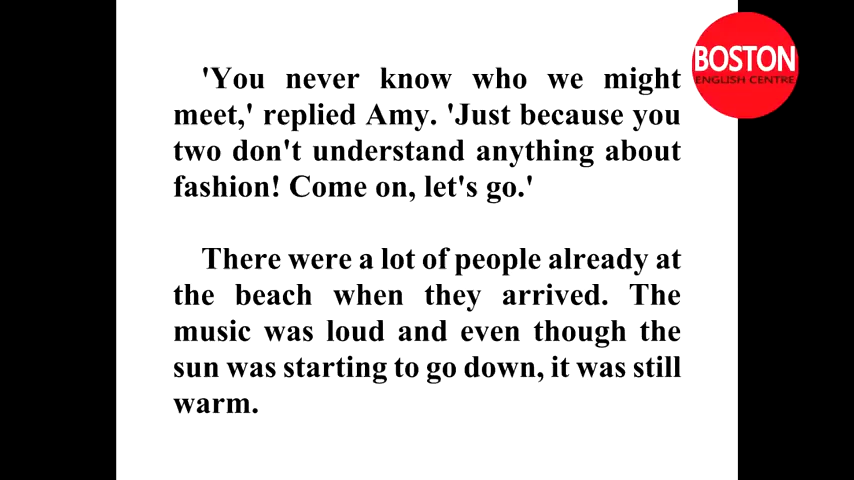 BOSTON
ENGLISH CENTRE
'You never know who we might
meet,' replied Amy. 'Just because you
two don't understand anything about
fashion! Come on, let's go.'
There were a lot of people already at
the beach when they arrived. The
music was loud and even though the
sun was starting to go down, it was still
warm.